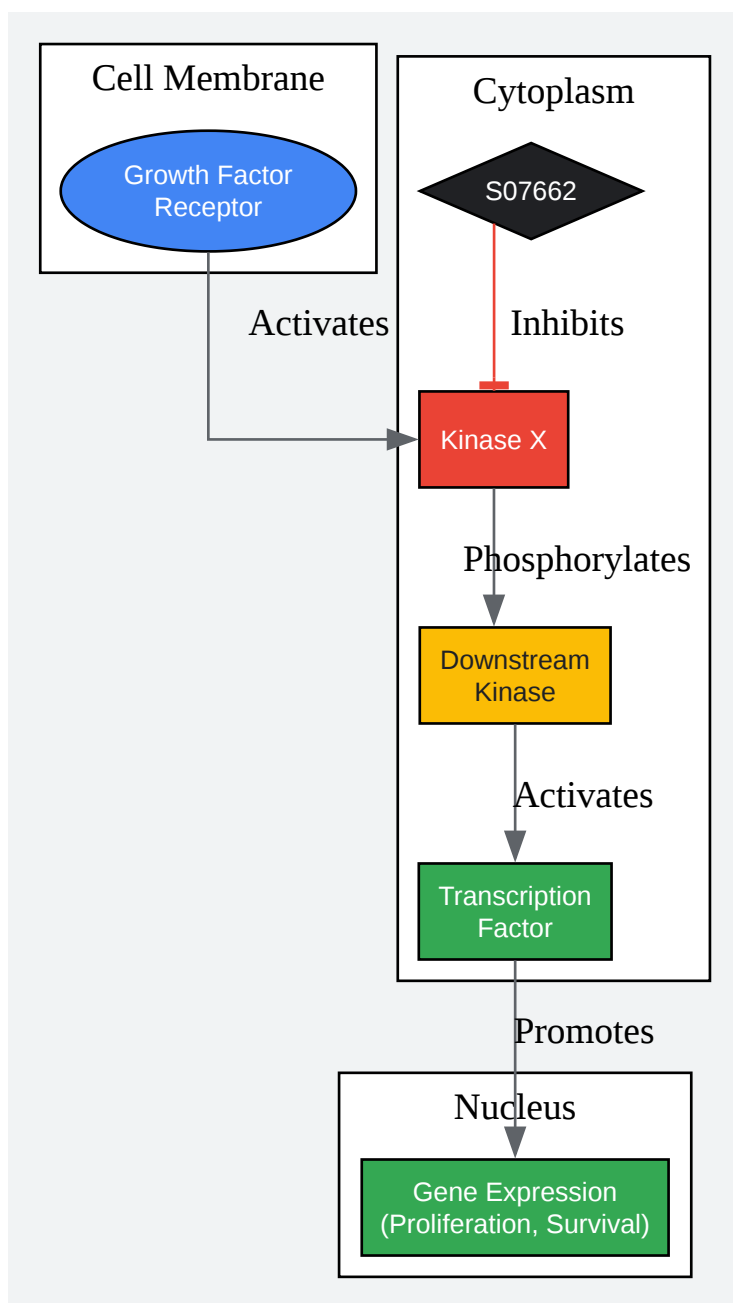 Cell Membrane
Growth Factor
Receptor
Cytoplasm
S07662
Activates
Inhibits
Kinase X
Phosphorylates
Downstream
Kinase
Activates
Transcription
Factor
Promotes
Nucleus
Gene Expression
(Proliferation, Survival)